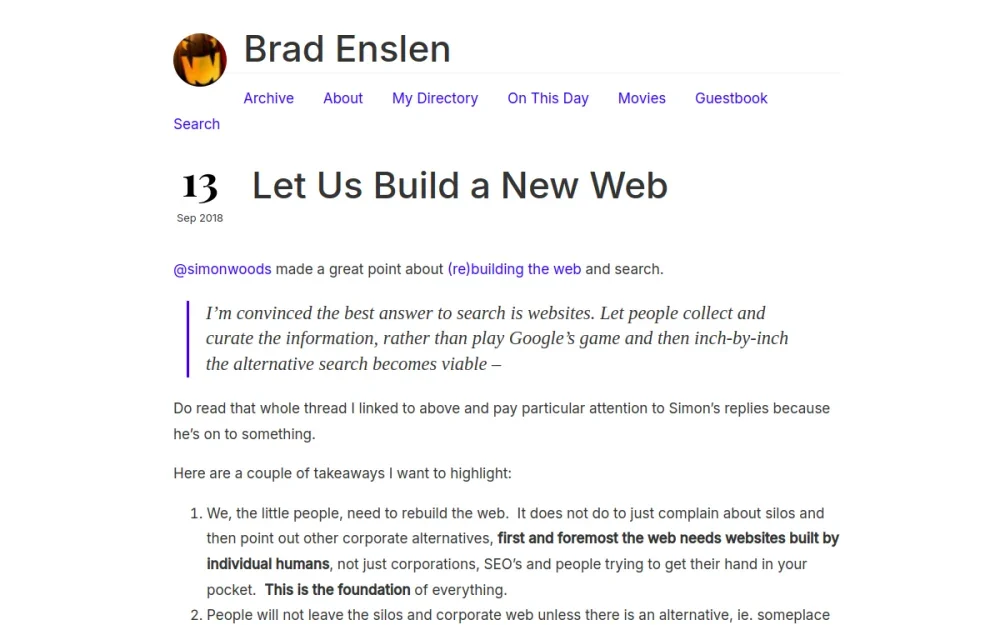 Brad Enslen
Archive About My Directory On This Day Movies Guestbook
Search
13
Sep 2018
Let Us Build a New Web
@simonwoods made a great point about (re)building the web and search.
I’m convinced the best answer to search is websites. Let people collect and
curate the information, rather than play Google’s game and then inch-by-inch
the alternative search becomes viable –
Do read that whole thread I linked to above and pay particular attention to Simon’s replies because
he’s on to something.
Here are a couple of takeaways I want to highlight:
1. We, the little people, need to rebuild the web.  It does not do to just complain about silos and
then point out other corporate alternatives, first and foremost the web needs websites built by
individual humans, not just corporations, SEO’s and people trying to get their hand in your
pocket.  This is the foundation of everything.
2. People will not leave the silos and corporate web unless there is an alternative, ie. someplace